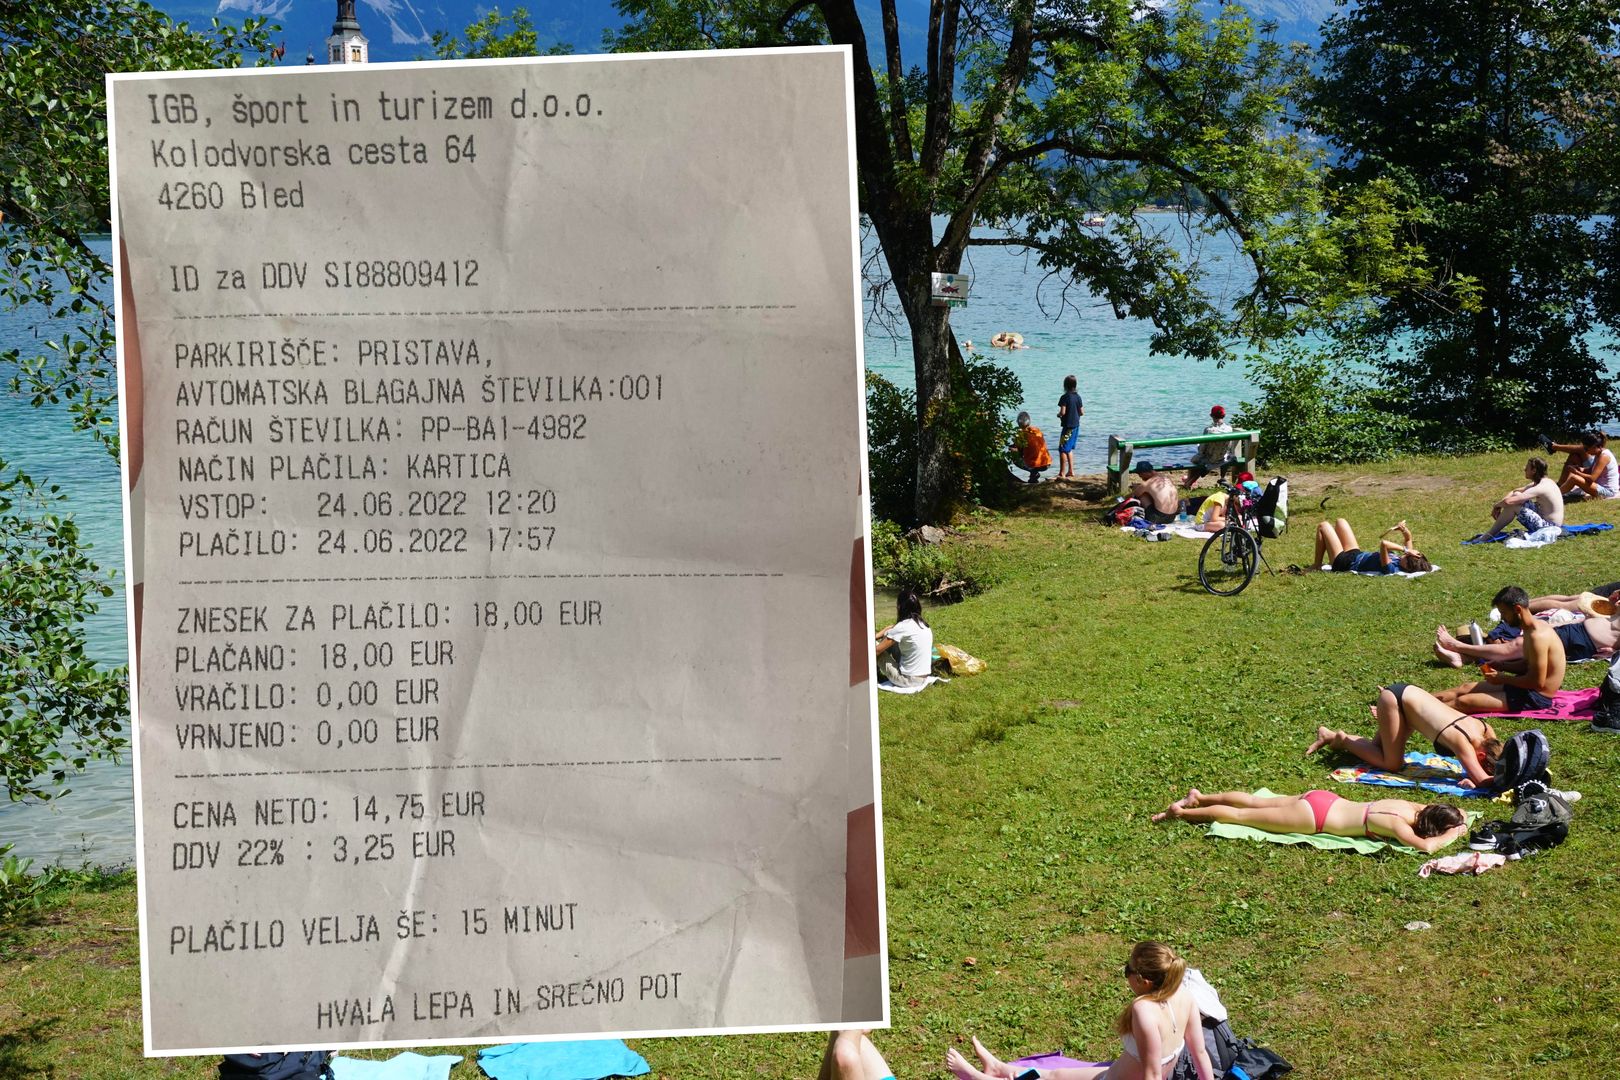 IGB, šport in turizem d.o.o.
Kolodvorska cesta 64
4260 Bled
ID za DDV SI88809412
PARKIRIŠČE: PRISTAVA,
AVTOMATSKA BLAGAJNA ŠTEVILKA:001
RAČUN ŠTEVILKA: PP-BA1-4982
NAČIN PLAČILA: KARTICA
VSTOP: 24.06.2022 12:20
PLAČILO: 24.06.2022 17:57
ZNESEK ZA PLAČILO: 18,00 EUR
PLAČANO: 18,00 EUR
VRAČILO: 0,00 EUR
VRNJENO: 0,00 EUR
CENA NETO: 14,75 EUR
DDV 22% : 3,25 EUR
PLAČILO VELJA ŠE: 15 MINUT
HVALA LEPA IN SREČNO POT